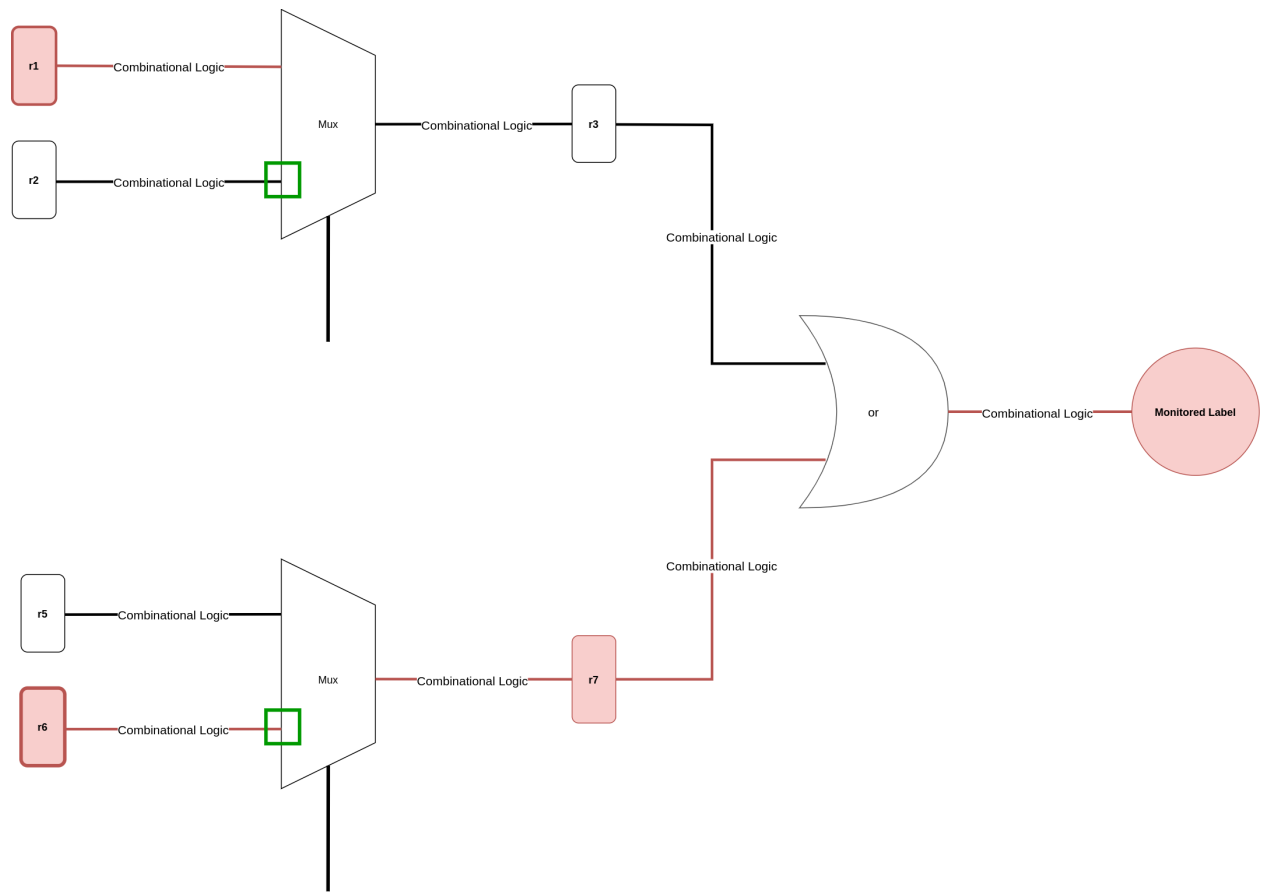 r1
Combinational Logic
Mux
Combinational Logic
r3
r2
Combinational Logic
Combinational Logic
or
Combinational Logic
Monitored Label
Combinational Logic
r5
Combinational Logic
Mux
Combinational Logic
r7
r6
Combinational Logic